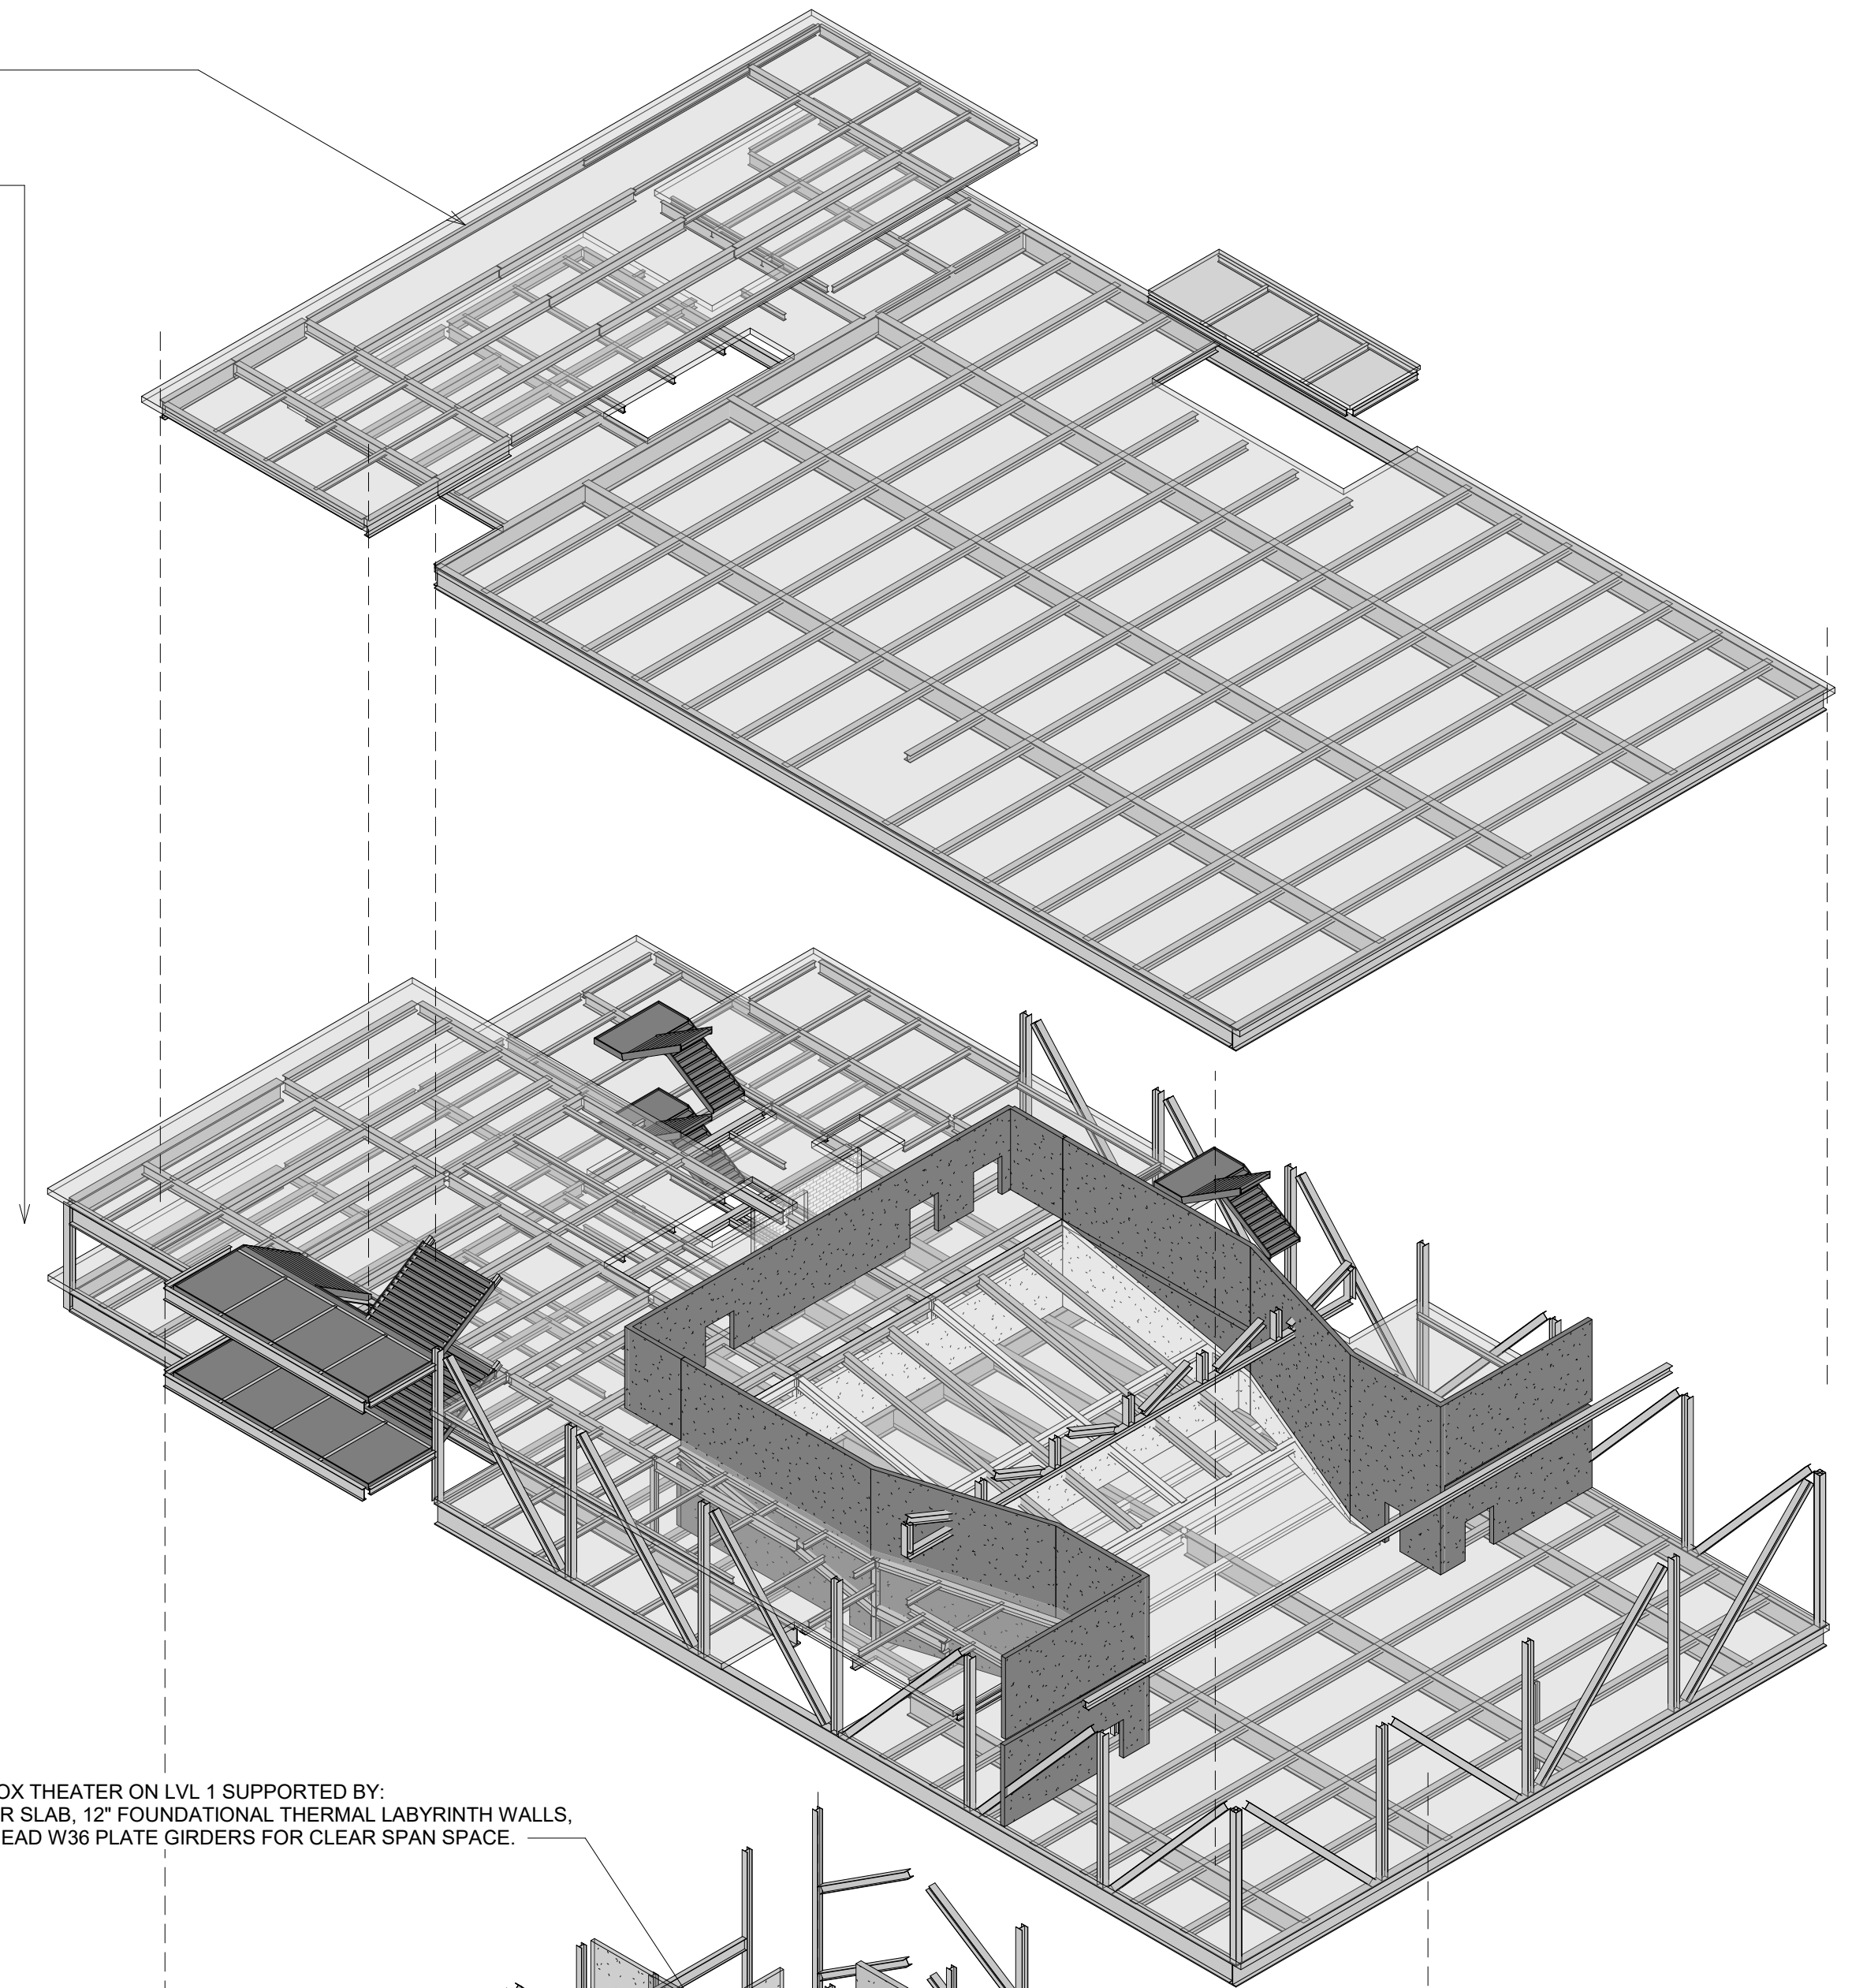 OX THEATER ON LVL 1 SUPPORTED BY:
R SLAB, 12" FOUNDATIONAL THERMAL LABYRINTH WALLS,
EAD W36 PLATE GIRDERS FOR CLEAR SPAN SPACE.